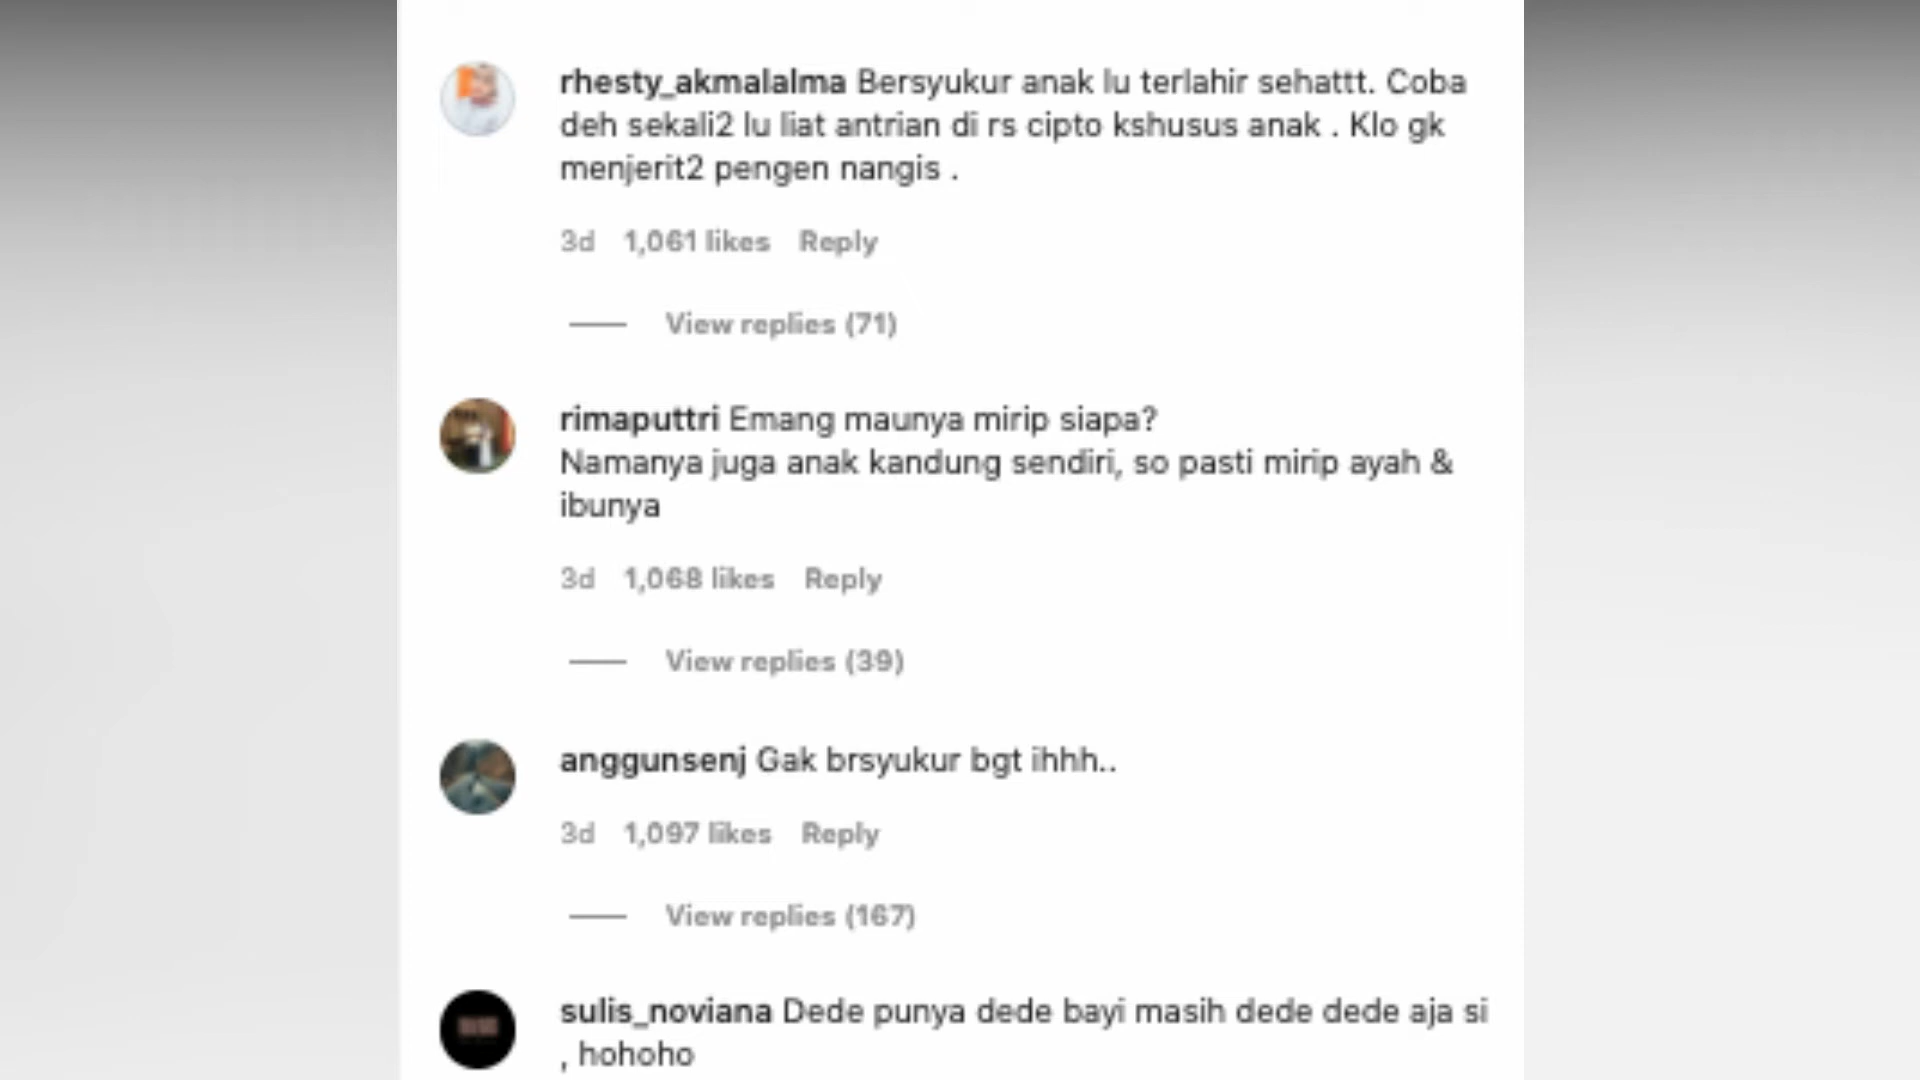 rhesty_akmalalma Bersyukur anak lu terlahir sehattt. Coba
deh sekali2 lu liat antrian di rs cipto kshusus anak . Klo gk
menjerit2 pengen nangis .
3d 1,061 likes Reply
View replies (71)
rimaputtri Emang maunya mirip siapa?
Namanya juga anak kandung sendiri, so pasti mirip ayah &
ibunya
3d 1,068 likes Reply
View replies (39)
anggunsenj Gak brsyukur bgt ihhh..
3d 1,097 likes Reply
View replies (167)
sulis_noviana Dede punya dede bayi masih dede dede aja si
, hohoho